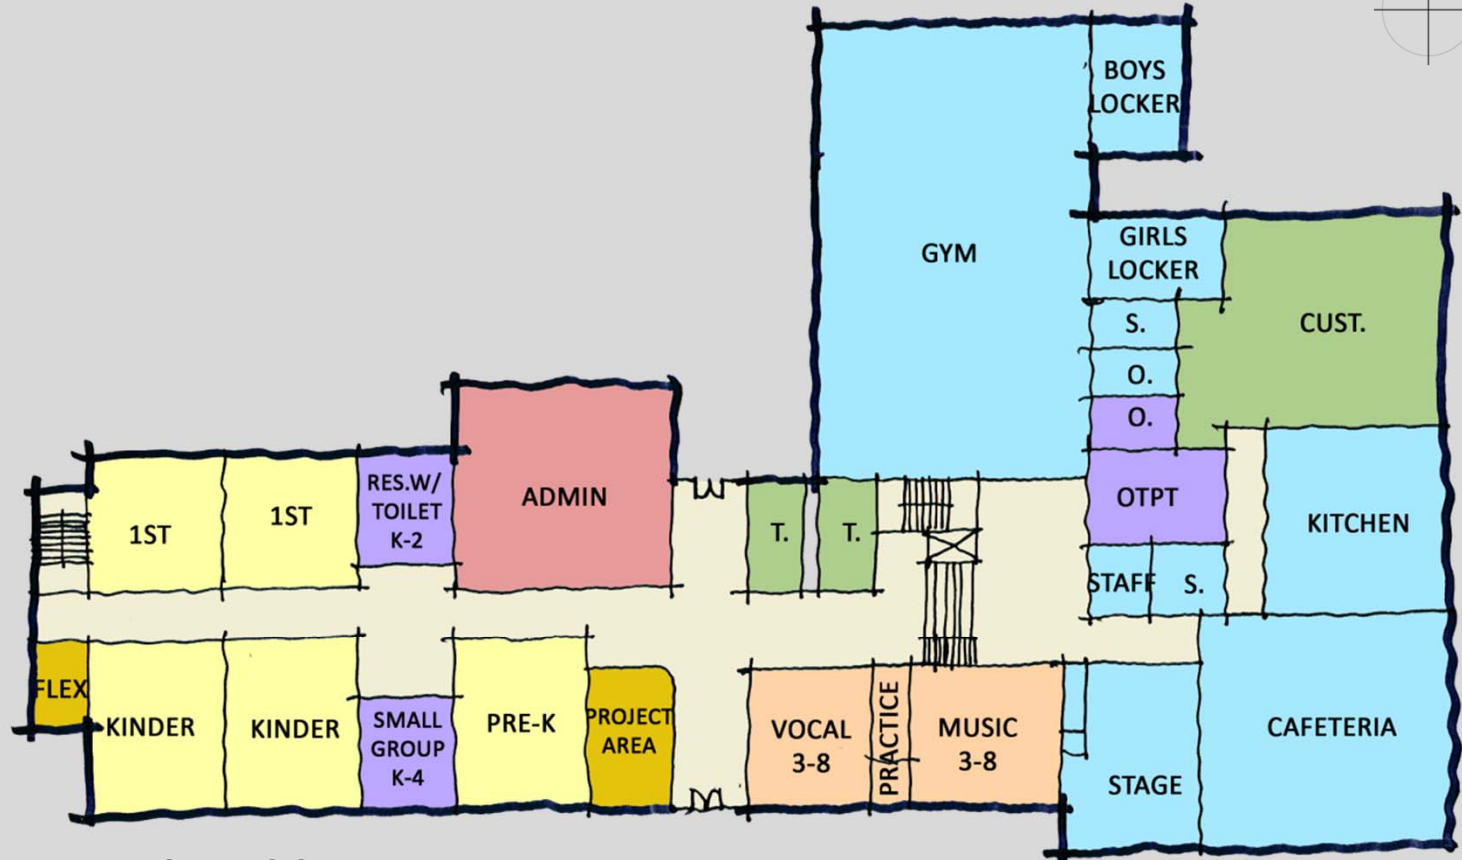 BOYS
LOCKER
GYM
GIRLS
LOCKER
S.
CUST.
O.
O.
RES.W/
TOILET
K-2
ADMIN
1ST
1ST
T.
T.
OTPT
KITCHEN
STAFF
S.
FLEX
KINDER
KINDER
SMALL
GROUP
K-4
PRE-K
PROJECT
AREA
VOCAL
3-8
PRACTICE
MUSIC
3-8
STAGE
CAFETERIA